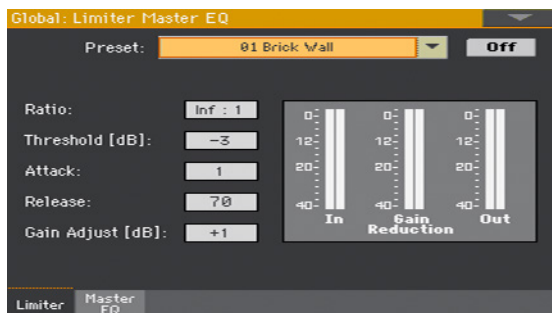 Global: Limiter Master EQ
Preset: 01 Brick Wall Off
Ratio: Inf : 1
Threshold [dB]: -3
Attack: 1
Release: 70
Gain Adjust [dB]: +1
0 0 0
12 12 12
20 20 20
40 40 40
In Gain Reduction Out
Limiter Master EQ